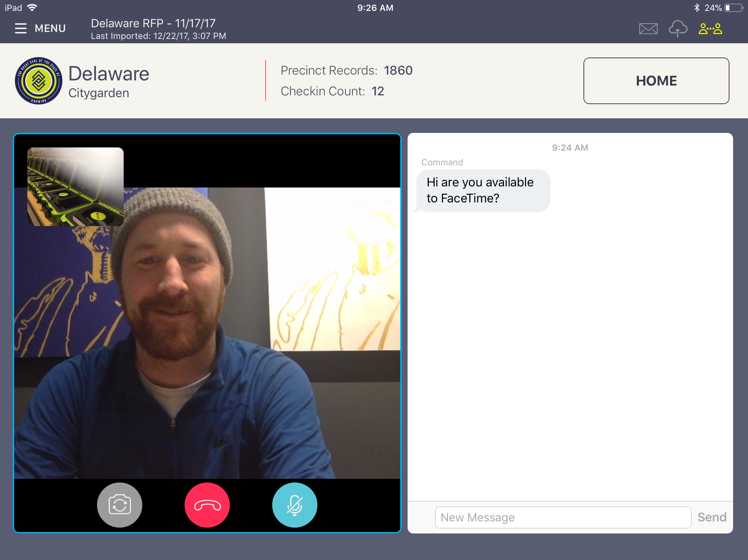 iPad
9:26 AM
24%
MENU
Delaware RFP - 11/17/17
Last Imported: 12/22/17, 3:07 PM
Delaware
Citygarden
Precinct Records: 1860
Checkin Count: 12
HOME
9:24 AM
Command
Hi are you available
to FaceTime?
New Message
Send